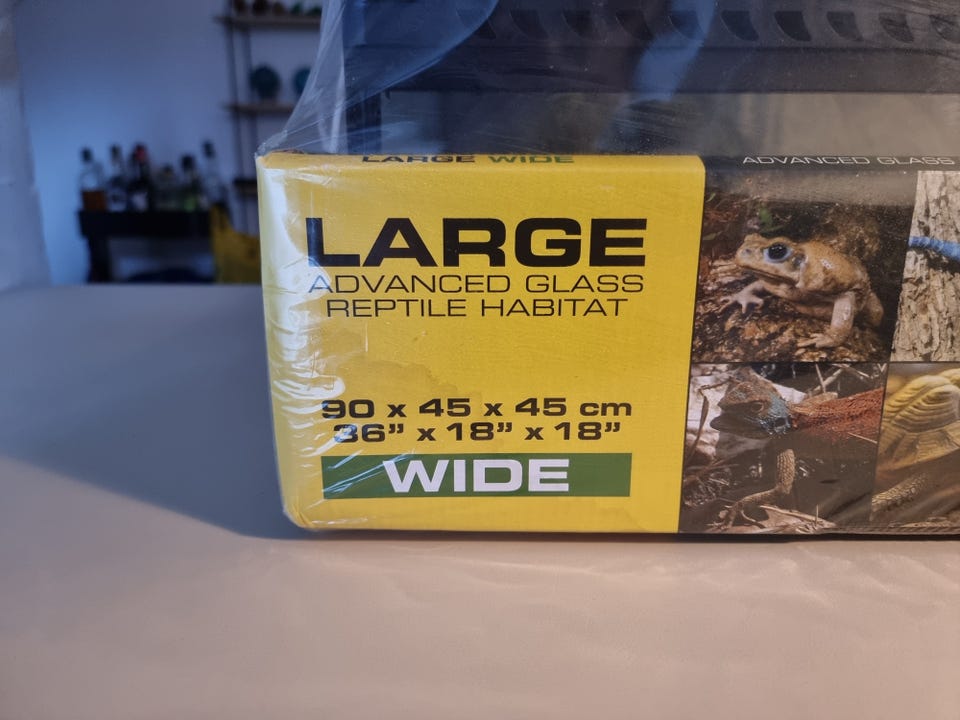 LARGE WIDE
ADVANCED GLASS
LARGE
ADVANCED GLASS
REPTILE HABITAT
90 x 45 x 45 cm
36” x 18” x 18”
WIDE